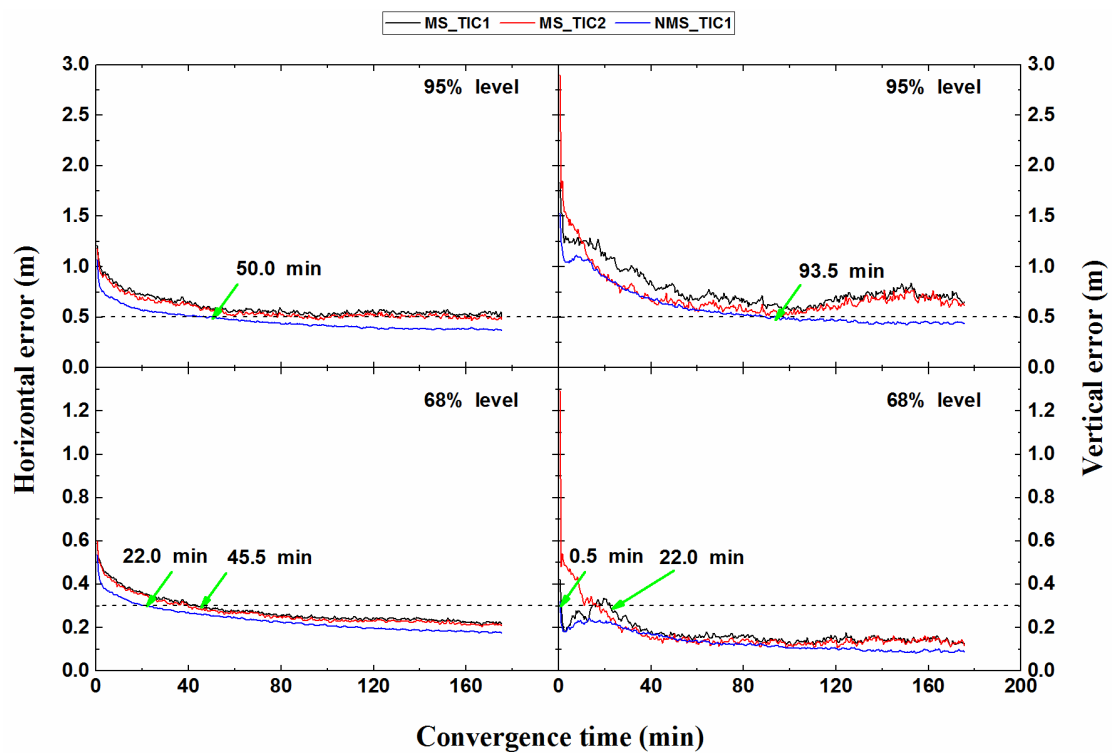 MS_TIC1 MS_TIC2 NMS_TIC1
3.0 95% level 95% level 3.0
2.5 2.5
2.0 2.0
1.5 1.5
50.0 min 93.5 min
1.0 1.0
0.5 0.5
0.0 0.0
Horizontal error (m)
Vertical error (m)
68% level 68% level
1.2 1.2
1.0 1.0
0.8 0.8
0.6 0.6
22.0 min 45.5 min 0.5 min 22.0 min
0.4 0.4
0.2 0.2
0.0 0.0
0 40 80 120 160 0 40 80 120 160 200
Convergence time (min)